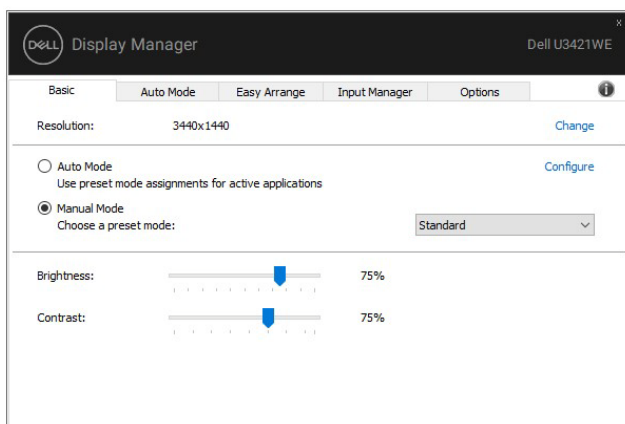 x
DELL Display Manager Dell U3421WE
Basic Auto Mode Easy Arrange Input Manager Options i
Resolution: 3440x1440 Change
Auto Mode Configure
Use preset mode assignments for active applications
Manual Mode
Choose a preset mode: Standard
Brightness: 75%
Contrast: 75%